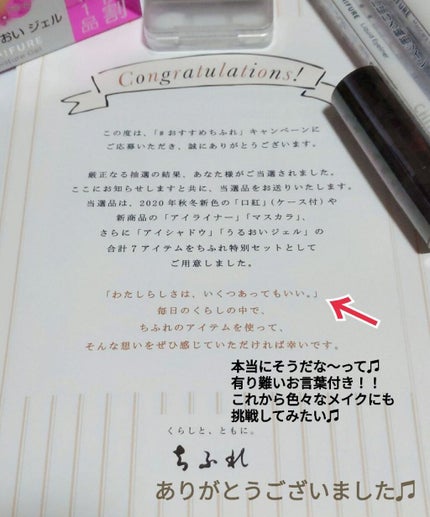 割
1品
おい ジェル
Liquid Eyeliner
Congratulations!
この度は、「#おすすめちふれ」キャンペーンに
ご応募いただき、誠にありがとうございます。
厳正なる抽選の結果、あなた様がご当選されました。
ここにお知らせしますと共に、当選品をお送りいたします。
当選品は、2020年秋冬新色の「口紅」(ケース付)や
新商品の「アイライナー」「マスカラ」、
さらに「アイシャドウ」「うるおいジェル」の
合計7アイテムをちふれ特別セットとして
ご用意しました。
「わたしらしさは、いくつあってもいい。」
毎日のくらしの中で、
ちふれのアイテムを使って、
そんな思いをぜひ感じていただければ幸いです。
本当にそうだな〜って♫
有り難いお言葉付き！！
これから色々なメイクにも
挑戦してみたい♫
くらしと、ともに。
ちふれ
ありがとうございました♫